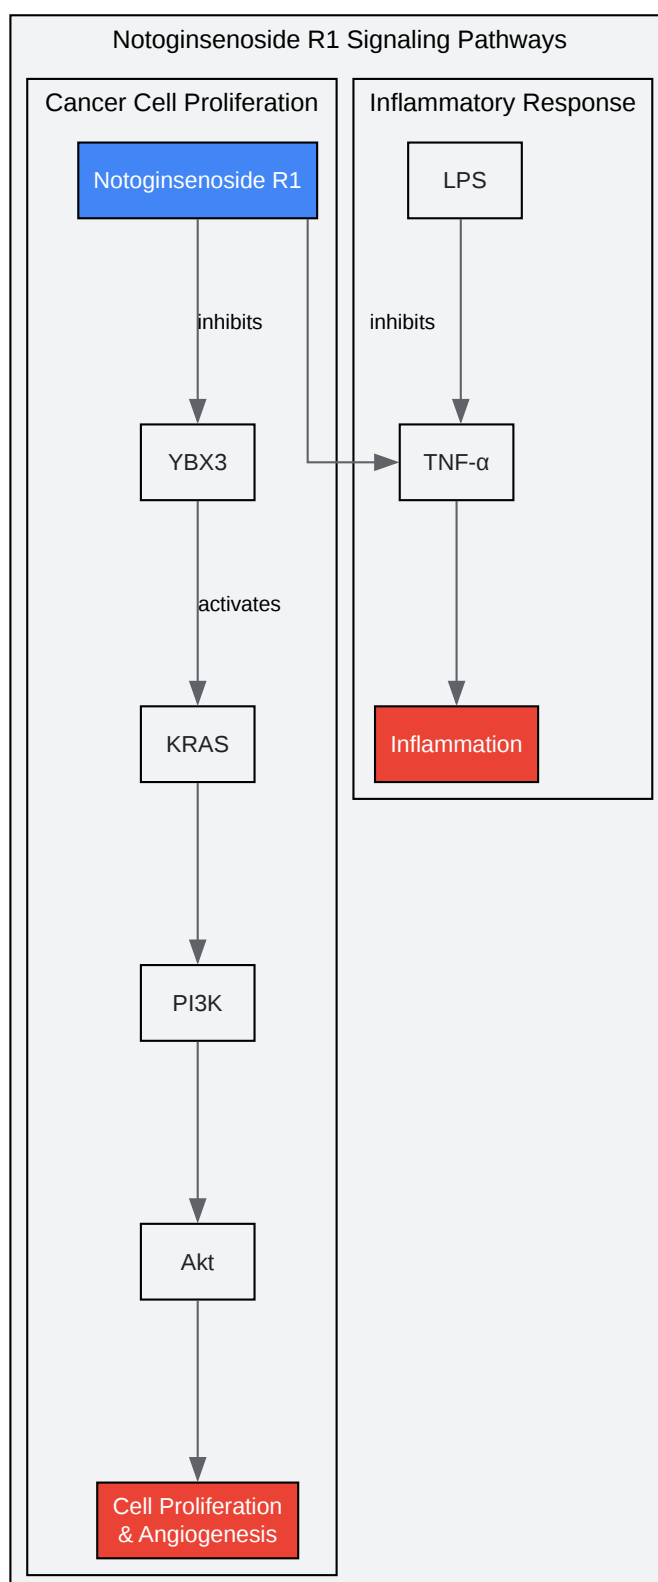 Notoginsenoside R1 Signaling Pathways
Cancer Cell Proliferation
Notoginsenoside R1
inhibits
YBX3
activates
KRAS
PI3K
Akt
Cell Proliferation
& Angiogenesis
Inflammatory Response
LPS
inhibits
TNF-α
Inflammation